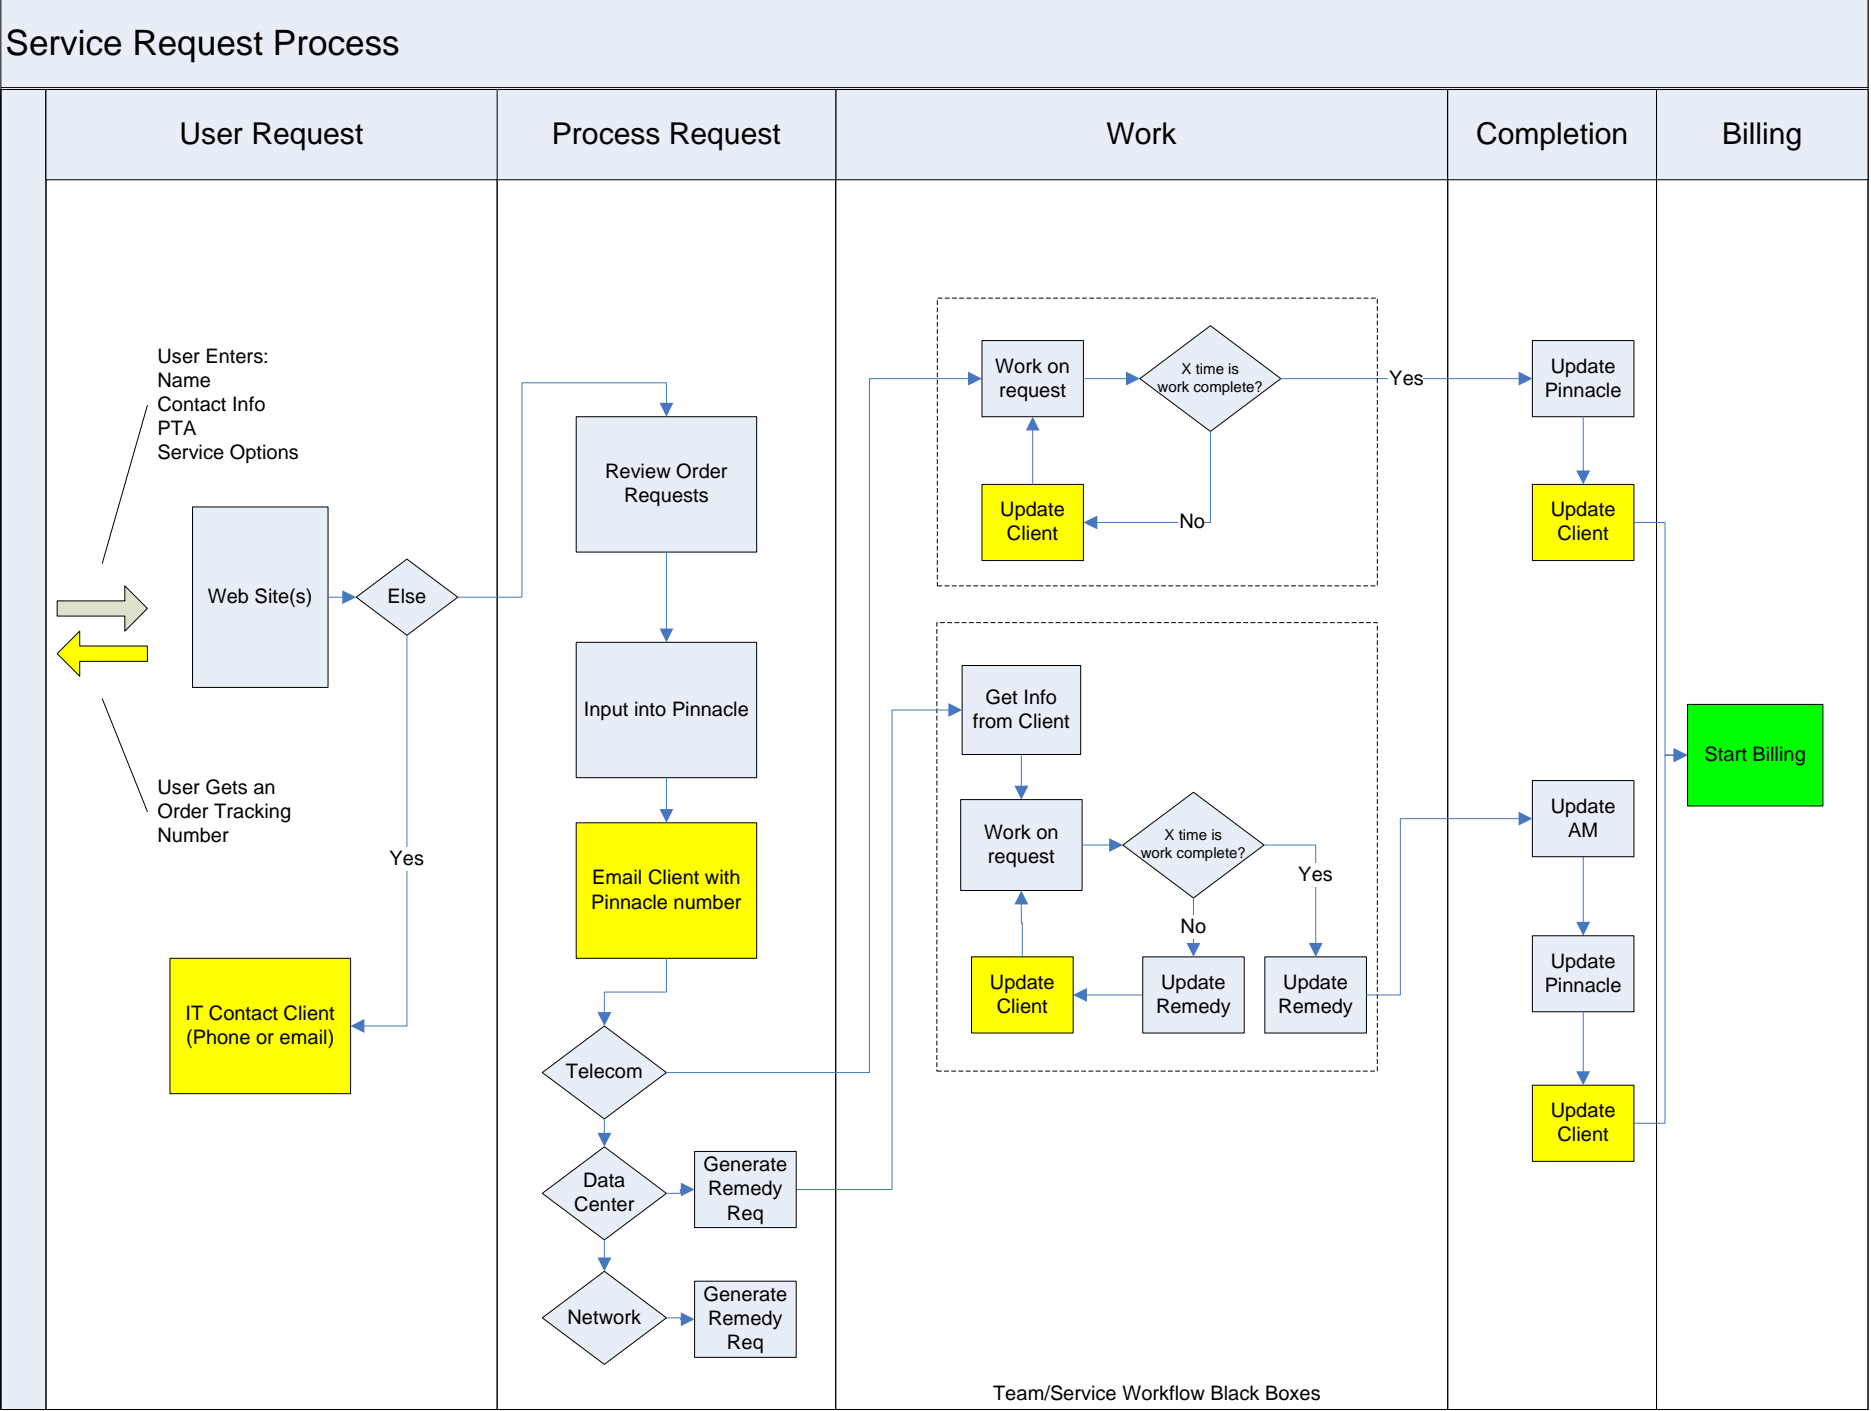 Service Request Process
User Request
Process Request
Work
Completion
Billing
User Enters:
Name
Contact Info
PTA
Service Options
Web Site(s)
Else
User Gets an
Order Tracking
Number
Yes
IT Contact Client
(Phone or email)
Review Order
Requests
Input into Pinnacle
Email Client with
Pinnacle number
Telecom
Data
Center
Generate
Remedy
Req
Network
Generate
Remedy
Req
Work on
request
X time is
work complete?
Yes
Update
Client
No
Get Info
from Client
Work on
request
X time is
work complete?
Yes
No
Update
Client
Update
Remedy
Update
Remedy
Team/Service Workflow Black Boxes
Update
Pinnacle
Update
Client
Update
AM
Update
Pinnacle
Update
Client
Start Billing